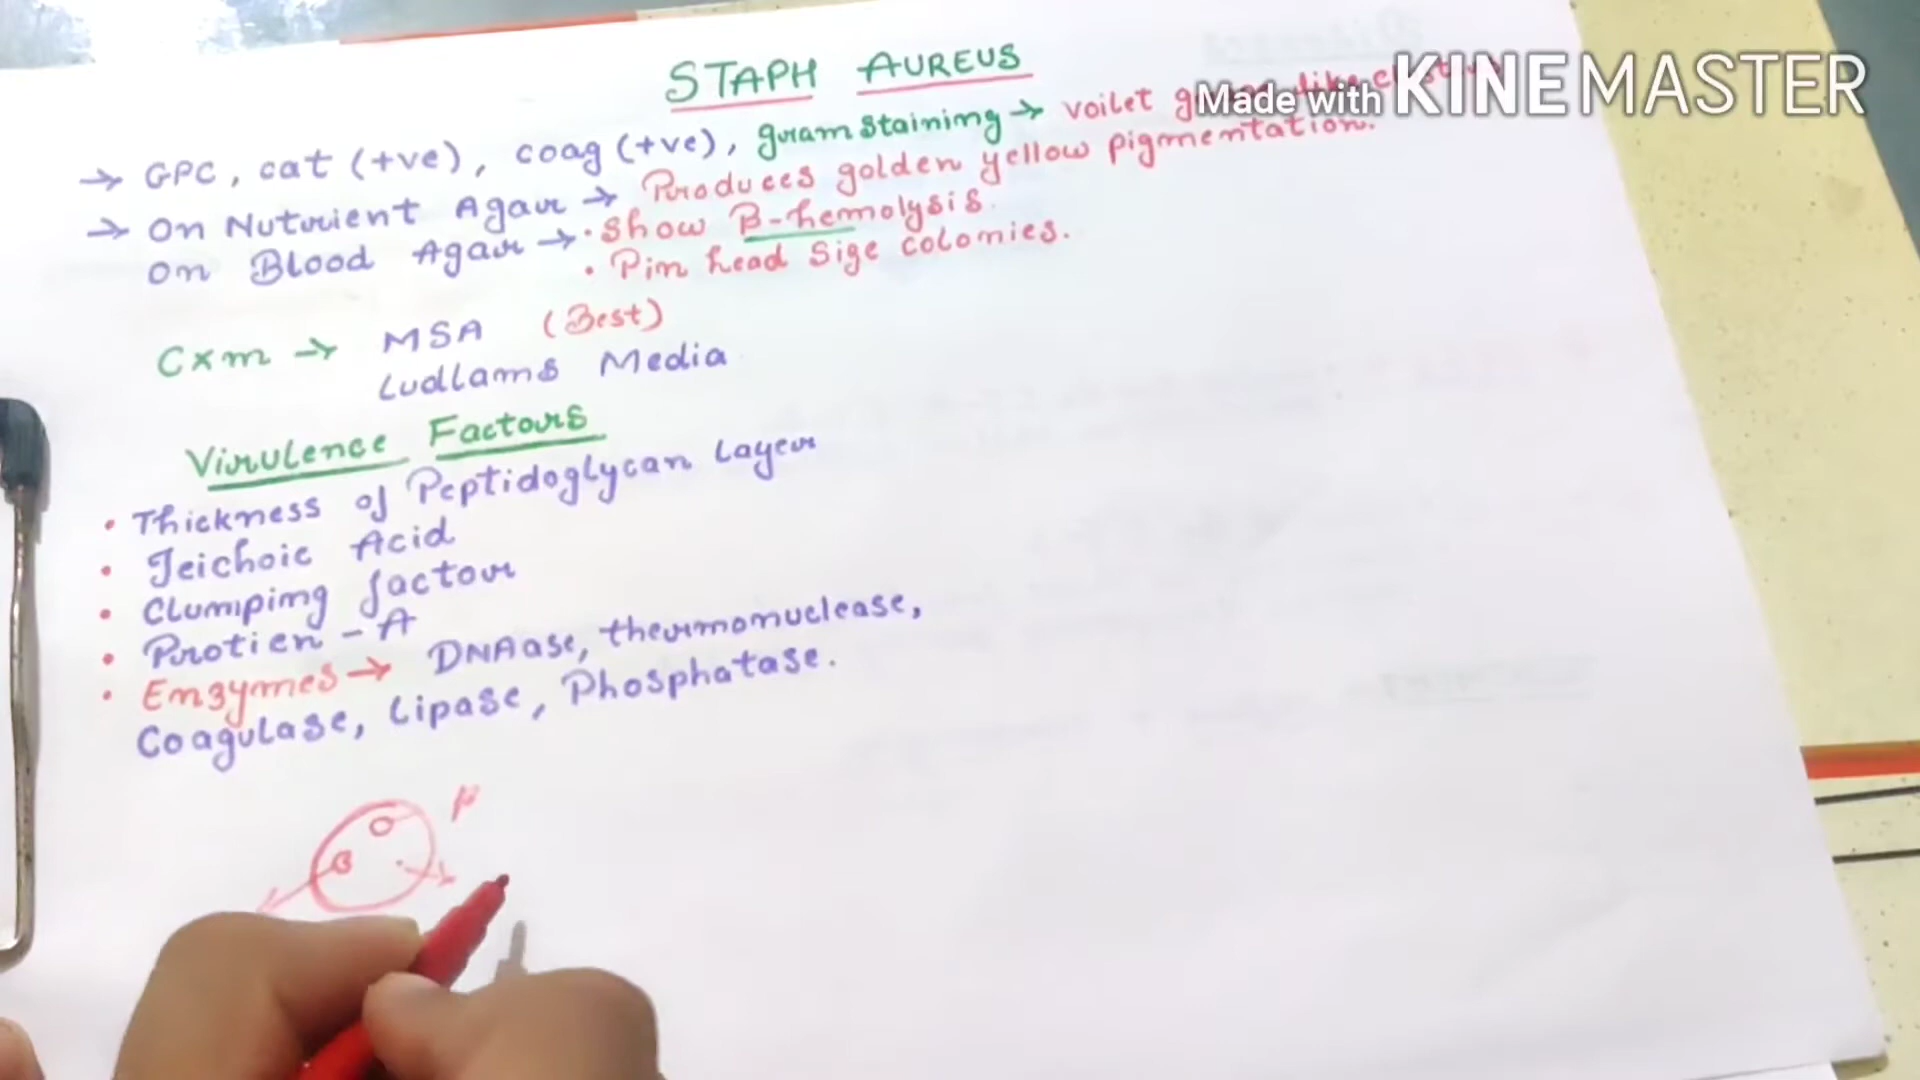 STAPH AUREUS
Made with KINEMASTER
→ GPC, cat (+ve), coag (+ve), gram staining → voilet
→ On Nutrient Agar → Produces golden yellow pigmentation.
On Blood Agar → • Show B-hemolysis.
• Pin head Size colonies.
Cxm → MSA (Best)
Ludlams Media
Virulence Factors
• Thickness of Peptidoglycan Layer
• Teichoic Acid
• Clumping factor
• Protien - A
• Enzymes → DNAase, thermonuclease,
Coagulase, Lipase, Phosphatase.